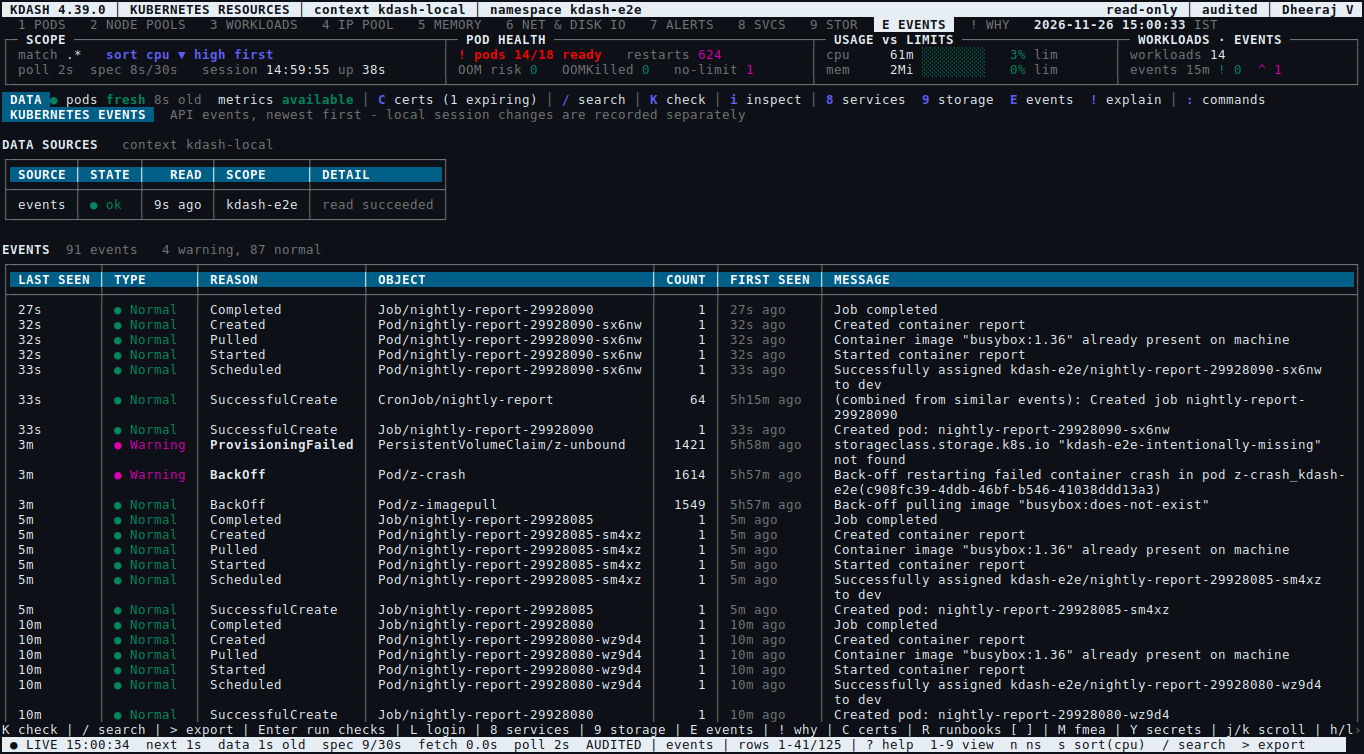 KDASH 4.39.0 │ KUBERNETES RESOURCES │ context kdash-local │ namespace kdash-e2e read-only │ audited │ Dheeraj V
1 PODS 2 NODE POOLS 3 WORKLOADS 4 IP POOL 5 MEMORY 6 NET & DISK IO 7 ALERTS 8 SVCS 9 STOR E EVENTS ! WHY 2026-11-26 15:00:33 IST
SCOPE POD HEALTH USAGE vs LIMITS WORKLOADS · EVENTS
match .* sort cpu ▼ high first ! pods 14/18 ready restarts 624 cpu 61m 3% lim workloads 14
poll 2s spec 8s/30s session 14:59:55 up 38s OOM risk 0 OOMKilled 0 no-limit 1 mem 2Mi 0% lim events 15m ! 0 ^ 1
DATA ● pods fresh 8s old metrics available │ C certs (1 expiring) │ / search │ K check │ i inspect │ 8 services 9 storage E events ! explain │ : commands
KUBERNETES EVENTS API events, newest first - local session changes are recorded separately
DATA SOURCES context kdash-local
SOURCE STATE READ SCOPE DETAIL
events ● ok 9s ago kdash-e2e read succeeded
EVENTS 91 events 4 warning, 87 normal
LAST SEEN TYPE REASON OBJECT COUNT FIRST SEEN MESSAGE
27s ● Normal Completed Job/nightly-report-29928090 1 27s ago Job completed
32s ● Normal Created Pod/nightly-report-29928090-sx6nw 1 32s ago Created container report
32s ● Normal Pulled Pod/nightly-report-29928090-sx6nw 1 32s ago Container image "busybox:1.36" already present on machine
32s ● Normal Started Pod/nightly-report-29928090-sx6nw 1 32s ago Started container report
33s ● Normal Scheduled Pod/nightly-report-29928090-sx6nw 1 33s ago Successfully assigned kdash-e2e/nightly-report-29928090-sx6nw
to dev
33s ● Normal SuccessfulCreate CronJob/nightly-report 64 5h15m ago (combined from similar events): Created job nightly-report-
29928090
33s ● Normal SuccessfulCreate Job/nightly-report-29928090 1 33s ago Created pod: nightly-report-29928090-sx6nw
3m ● Warning ProvisioningFailed PersistentVolumeClaim/z-unbound 1421 5h58m ago storageclass.storage.k8s.io "kdash-e2e-intentionally-missing"
not found
3m ● Warning BackOff Pod/z-crash 1614 5h57m ago Back-off restarting failed container crash in pod z-crash_kdash-
e2e(c908fc39-4ddb-46bf-b546-41038ddd13a3)
3m ● Normal BackOff Pod/z-imagepull 1549 5h57m ago Back-off pulling image "busybox:does-not-exist"
5m ● Normal Completed Job/nightly-report-29928085 1 5m ago Job completed
5m ● Normal Created Pod/nightly-report-29928085-sm4xz 1 5m ago Created container report
5m ● Normal Pulled Pod/nightly-report-29928085-sm4xz 1 5m ago Container image "busybox:1.36" already present on machine
5m ● Normal Started Pod/nightly-report-29928085-sm4xz 1 5m ago Started container report
5m ● Normal Scheduled Pod/nightly-report-29928085-sm4xz 1 5m ago Successfully assigned kdash-e2e/nightly-report-29928085-sm4xz
to dev
5m ● Normal SuccessfulCreate Job/nightly-report-29928085 1 5m ago Created pod: nightly-report-29928085-sm4xz
10m ● Normal Completed Job/nightly-report-29928080 1 10m ago Job completed
10m ● Normal Created Pod/nightly-report-29928080-wz9d4 1 10m ago Created container report
10m ● Normal Pulled Pod/nightly-report-29928080-wz9d4 1 10m ago Container image "busybox:1.36" already present on machine
10m ● Normal Started Pod/nightly-report-29928080-wz9d4 1 10m ago Started container report
10m ● Normal Scheduled Pod/nightly-report-29928080-wz9d4 1 10m ago Successfully assigned kdash-e2e/nightly-report-29928080-wz9d4
to dev
10m ● Normal SuccessfulCreate Job/nightly-report-29928080 1 10m ago Created pod: nightly-report-29928080-wz9d4
K check | / search | > export | Enter run checks | L login | 8 services | 9 storage | E events | ! why | C certs | R runbooks [ ] | M fmea | Y secrets | j/k scroll | h/l›
● LIVE 15:00:34 next 1s data 1s old spec 9/30s fetch 0.0s poll 2s AUDITED | events | rows 1-41/125 | ? help 1-9 view n ns s sort(cpu) / search > export